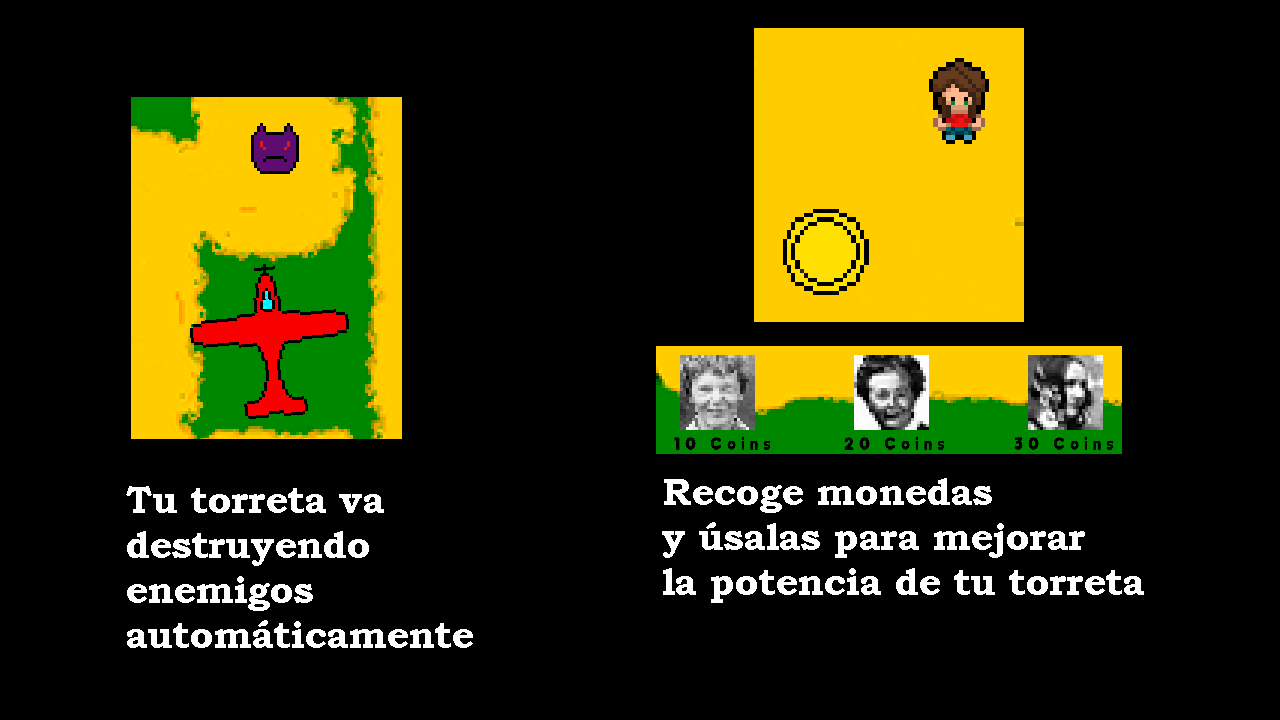 Tu torreta va
destruyendo
enemigos
automáticamente
10 Coins
20 Coins
30 Coins
Recoge monedas
y úsalas para mejorar
la potencia de tu torreta